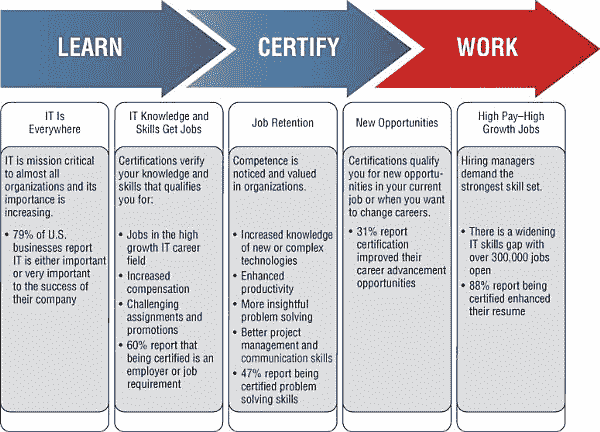 LEARN
CERTIFY
WORK
IT Is
Everywhere
IT is mission critical
to almost all
organizations and its
importance is
increasing.
• 79% of U.S.
businesses report
IT is either important
or very important
to the success of
their company
IT Knowledge and
Skills Get Jobs
Certifications verify
your knowledge and
skills that qualifies
you for:
• Jobs in the high
growth IT career
field
• Increased
compensation
• Challenging
assignments and
promotions
• 60% report that
being certified is an
employer or job
requirement
Job Retention
Competence is
noticed and valued
in organizations.
• Increased knowledge
of new or complex
technologies
• Enhanced
productivity
• More insightful
problem solving
• Better project
management and
communication skills
• 47% report being
certified problem
solving skills
New Opportunities
Certifications qualify
you for new opportu-
nities in your current
job or when you want
to change careers.
• 31% report
certification
improved their
career advancement
opportunities
High Pay–High
Growth Jobs
Hiring managers
demand the
strongest skill set.
• There is a widening
IT skills gap with
over 300,000 jobs
open
• 88% report being
certified enhanced
their resume